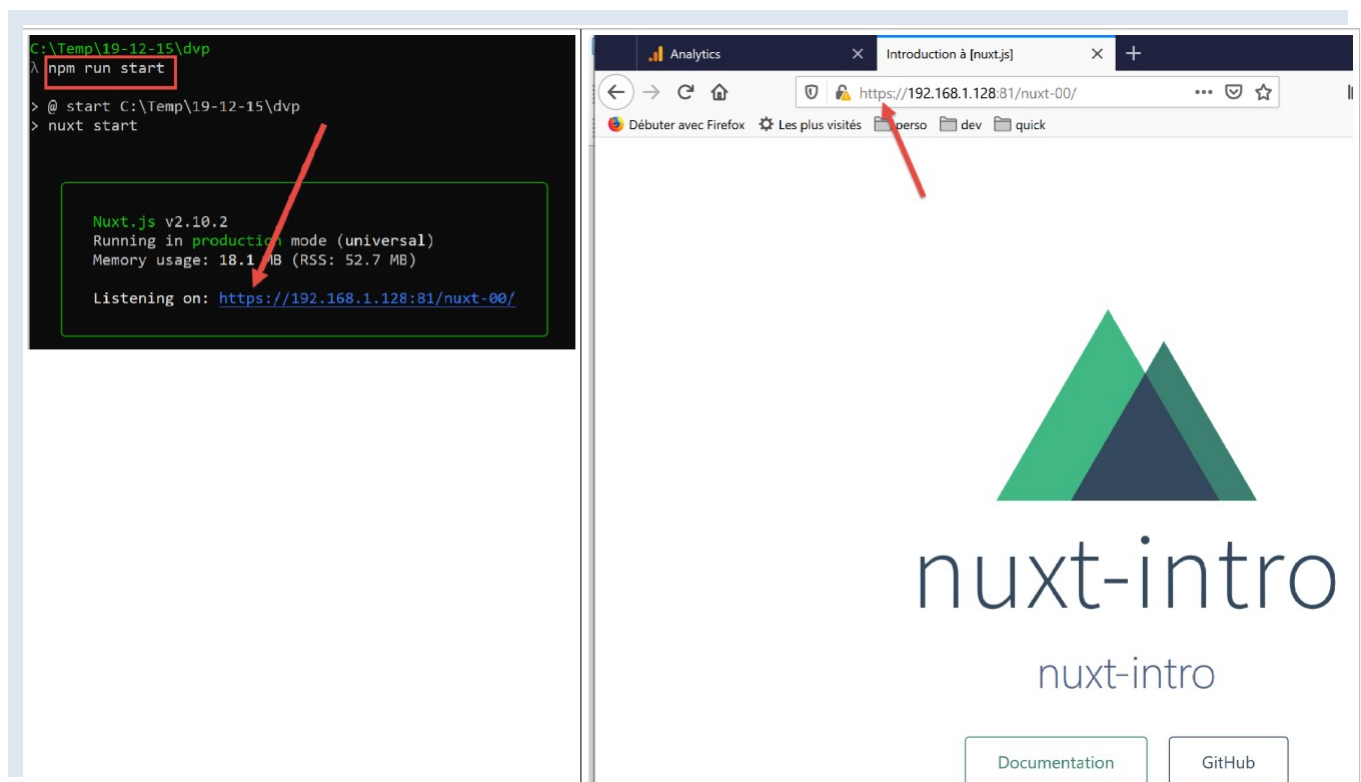 C:\Temp\19-12-15\dvp
λ npm run start
> @ start C:\Temp\19-12-15\dvp
> nuxt start
Nuxt.js v2.10.2
Running in production mode (universal)
Memory usage: 18.1 MB (RSS: 52.7 MB)
Listening on: https://192.168.1.128:81/nuxt-00/
Analytics
Introduction à [nuxt.js]
https://192.168.1.128:81/nuxt-00/
Débuter avec Firefox Les plus visités perso dev quick
nuxt-intro
nuxt-intro
Documentation GitHub